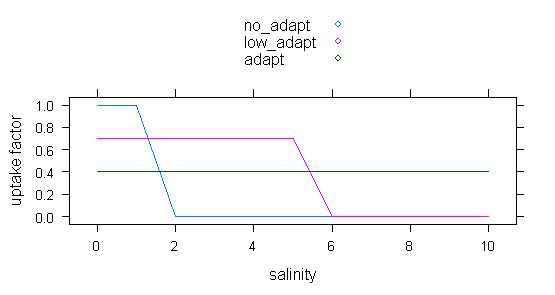 no_adapt
low_adapt
adapt
uptake factor
1.0
0.8
0.6
0.4
0.2
0.0
0 2 4 6 8 10
salinity